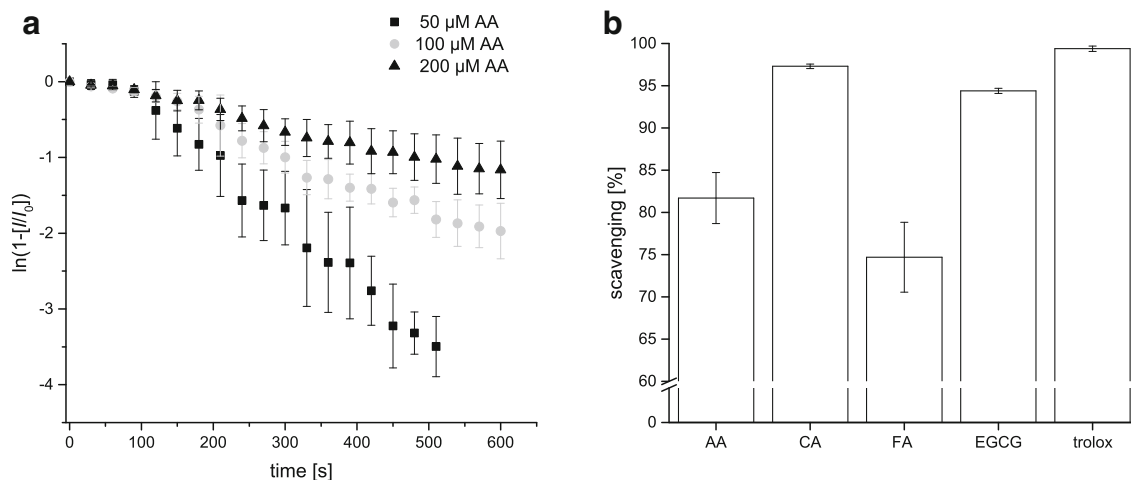 a
50 µM AA
100 µM AA
200 µM AA
ln(1-[I/I0])
0
-1
-2
-3
-4
0 100 200 300 400 500 600
time [s]
b
scavenging [%]
100
95
90
85
80
75
70
65
60
0
AA CA FA EGCG trolox